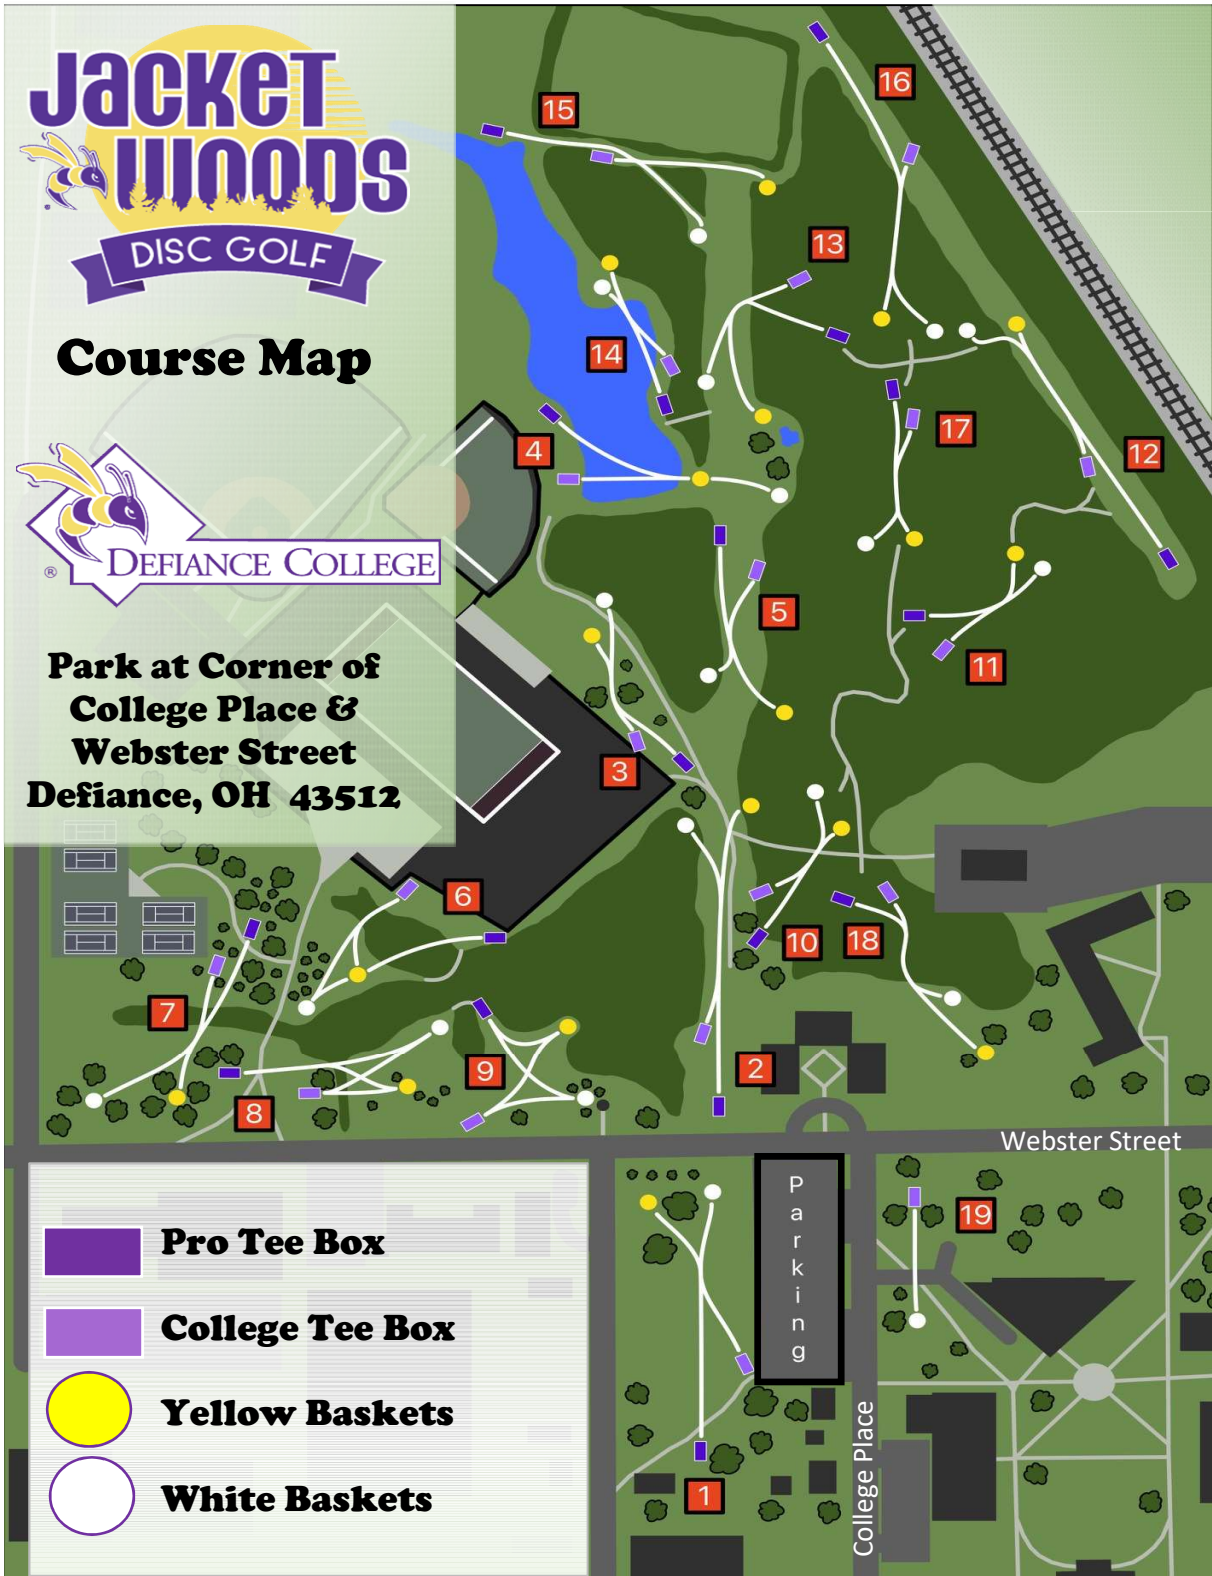 JACKET
WOODS
®
DISC GOLF
Course Map
®
DEFIANCE COLLEGE
Park at Corner of
College Place &
Webster Street
Defiance, OH 43512
15
16
13
14
4
17
12
5
11
3
6
10
18
7
9
2
8
Webster Street
Parking
19
1
College Place
Pro Tee Box
College Tee Box
Yellow Baskets
White Baskets